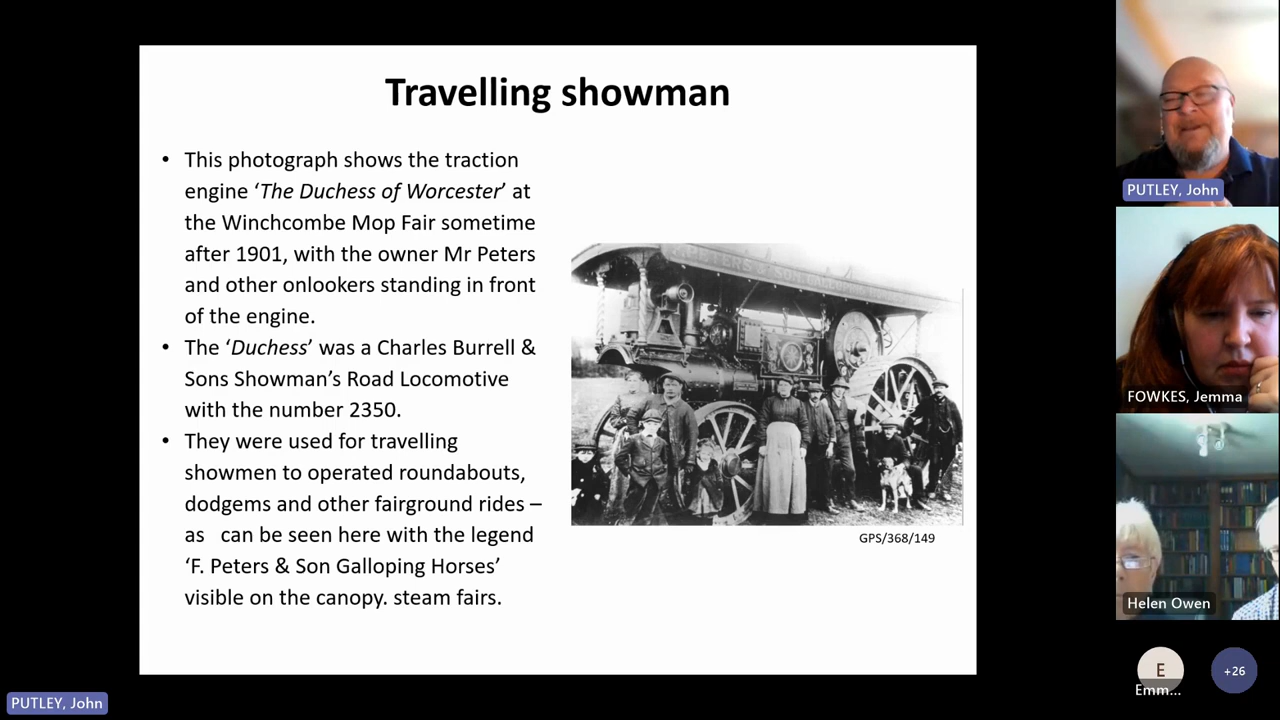 Travelling showman
• This photograph shows the traction
engine ‘The Duchess of Worcester’ at
the Winchcombe Mop Fair sometime
after 1901, with the owner Mr Peters
and other onlookers standing in front
of the engine.
• The ‘Duchess’ was a Charles Burrell &
Sons Showman’s Road Locomotive
with the number 2350.
• They were used for travelling
showmen to operated roundabouts,
dodgems and other fairground rides –
as can be seen here with the legend
‘F. Peters & Son Galloping Horses’
visible on the canopy. steam fairs.
GPS/368/149
PUTLEY, John
FOWKES, Jemma
Helen Owen
E
Emm...
+26
PUTLEY, John